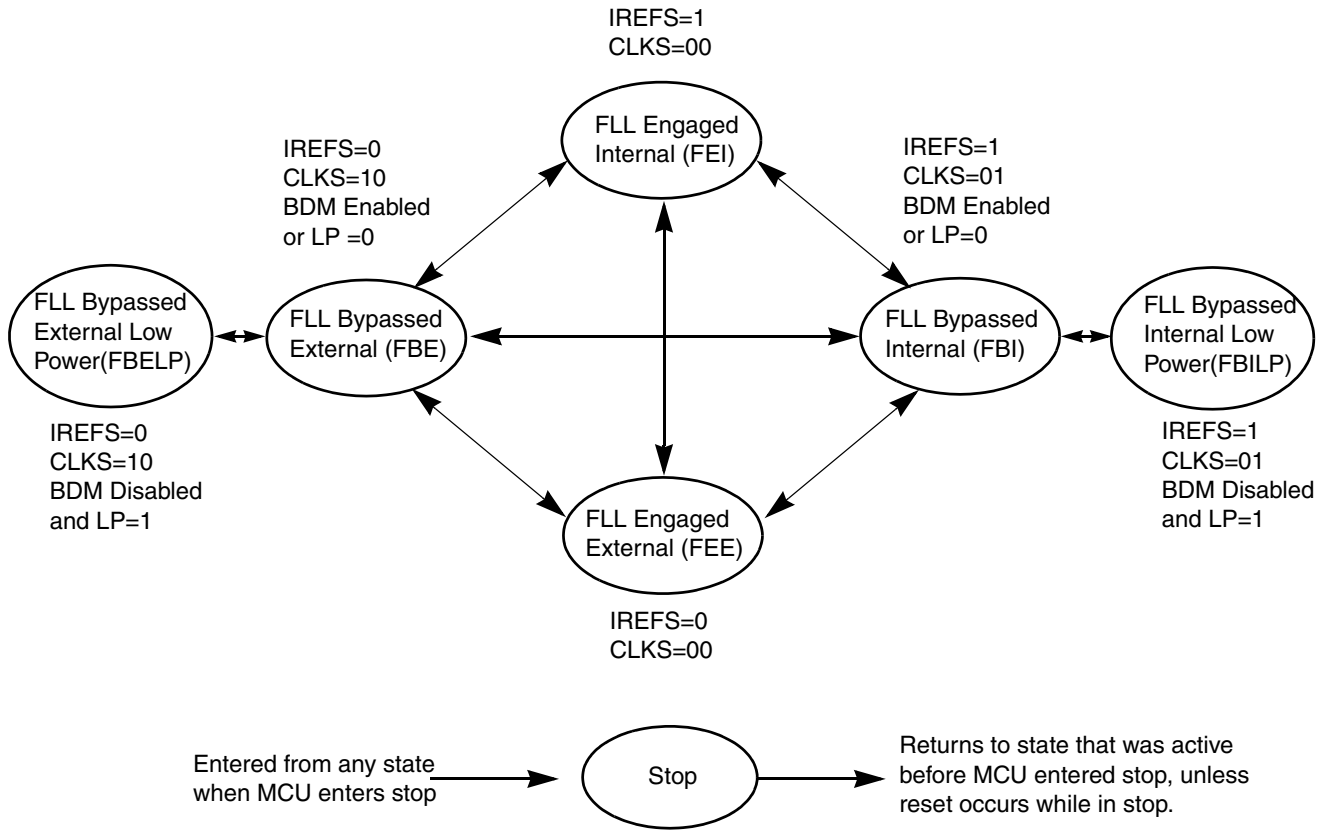 IREFS=1
CLKS=00
FLL Engaged
Internal (FEI)
IREFS=0
CLKS=10
BDM Enabled
or LP =0
IREFS=1
CLKS=01
BDM Enabled
or LP=0
FLL Bypassed
External Low
Power(FBELP)
FLL Bypassed
External (FBE)
FLL Bypassed
Internal (FBI)
FLL Bypassed
Internal Low
Power(FBILP)
IREFS=0
CLKS=10
BDM Disabled
and LP=1
IREFS=1
CLKS=01
BDM Disabled
and LP=1
FLL Engaged
External (FEE)
IREFS=0
CLKS=00
Entered from any state
when MCU enters stop
Stop
Returns to state that was active
before MCU entered stop, unless
reset occurs while in stop.